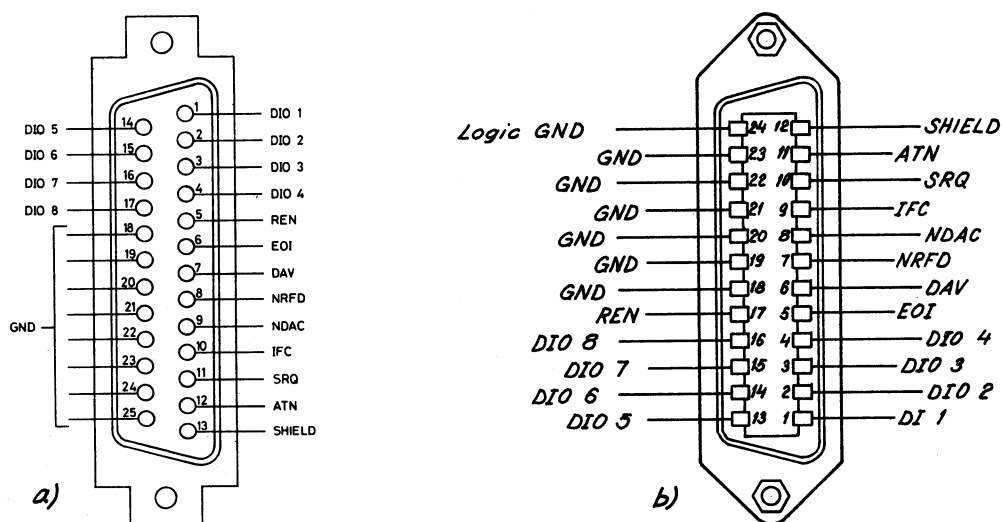 1 DIO 1
DIO 5 14
2 DIO 2
DIO 6 15
3 DIO 3
DIO 7 16
4 DIO 4
DIO 8 17
5 REN
18
6 EOI
19
7 DAV
20
8 NRFD
21
GND
9 NDAC
22
10 IFC
23
11 SRQ
24
12 ATN
25
13 SHIELD
a)
Logic GND 24 12 SHIELD
GND 23 11 ATN
GND 22 10 SRQ
GND 21 9 IFC
GND 20 8 NDAC
GND 19 7 NRFD
GND 18 6 DAV
REN 17 5 EOI
DIO 8 16 4 DIO 4
DIO 7 15 3 DIO 3
DIO 6 14 2 DIO 2
DIO 5 13 1 DI 1
b)